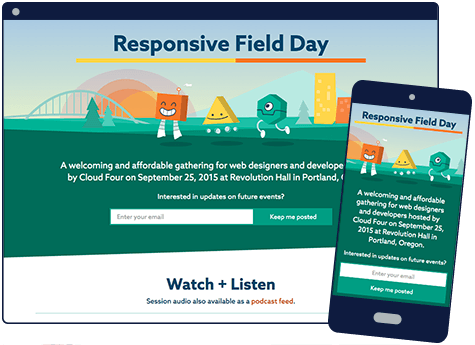 Responsive Field Day
A welcoming and affordable gathering for web designers and develope
by Cloud Four on September 25, 2015 at Revolution Hall in Portland, O
Interested in updates on future events?
Enter your email
Keep me posted
Watch + Listen
Session audio also available as a podcast feed.
Responsive Field Day
A welcoming and affordable
gathering for web designers
and developers hosted by
Cloud Four on September 25,
2015 at Revolution Hall in
Portland, Oregon.
Interested in updates on future events?
Enter your email
Keep me posted